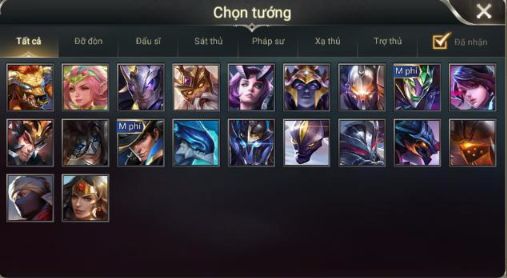 Chọn tướng
Tất cả Đỡ đòn Đấu sĩ Sát thủ Pháp sư Xạ thủ Trợ thủ Đã nhận
M phí
M phí